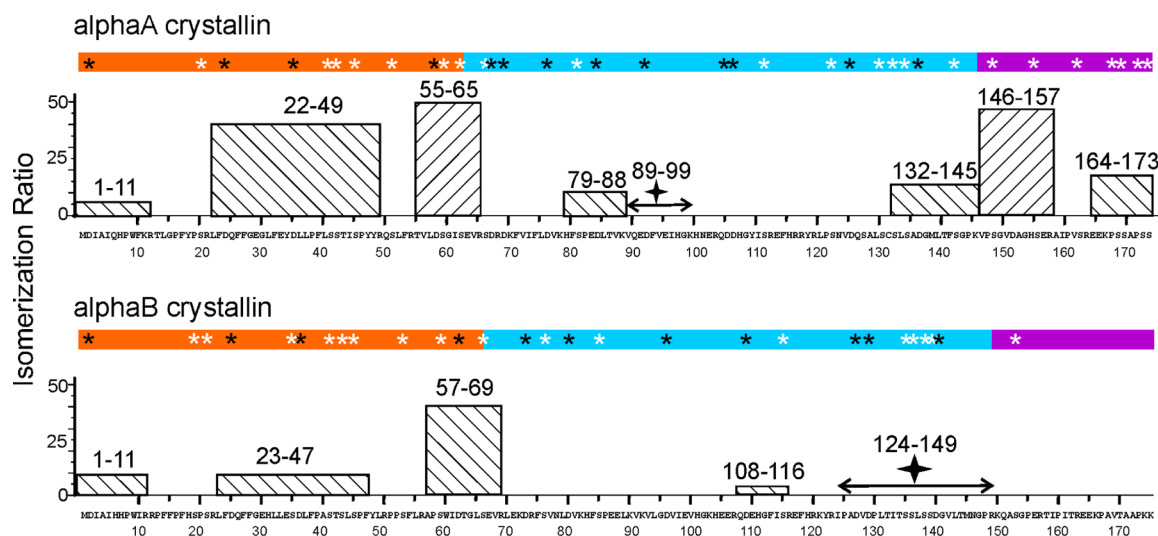 alphaA crystallin
Isomerization Ratio
50
25
0
1-11
22-49
55-65
79-88
89-99
132-145
146-157
164-173
MDIAIQHPWFKRTLGPFYPSRLFDQFFGEGLFEYDLLPFLSSTISPYYRQSLFRTVLDSGISEVRSDRDKFVIFLDVKHFSPEDLTVKVQEDFVEIHGKHNERQDDHGYISREFHRRYRLPSNVDQSALSCSLSADGMLTFSGPKVPSGVDAGHSERAIPVSREEKPSSAPSS
10 20 30 40 50 60 70 80 90 100 110 120 130 140 150 160 170
alphaB crystallin
50
25
0
1-11
23-47
57-69
108-116
124-149
MDIAIHHPWIRRPFFPFHSPSRLFDQFFGEHLLESDLFPASTSLSPFYLRPPSFLRAPSWIDTGLSEVRLEKDRFSVNLDVKHFSPEELKVKVLGDVIEVHGKHEERQDEHGFISREFHRKYRIPADVDPLTITSSLSSDGVLTMNGPRKQASGPERTIPITREEKPAVTAAPKK
10 20 30 40 50 60 70 80 90 100 110 120 130 140 150 160 170